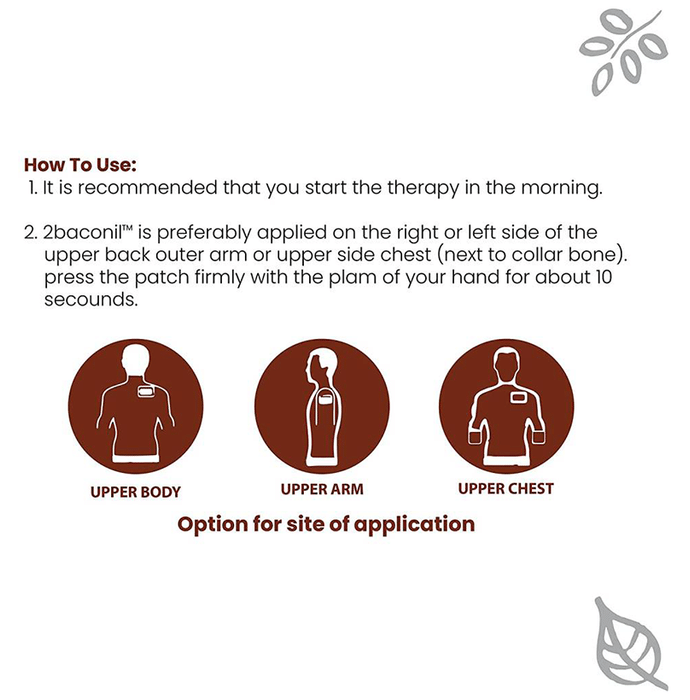 How To Use:
1. It is recommended that you start the therapy in the morning.
2. 2baconil™ is preferably applied on the right or left side of the
upper back outer arm or upper side chest (next to collar bone).
press the patch firmly with the plam of your hand for about 10
secounds.
UPPER BODY
UPPER ARM
UPPER CHEST
Option for site of application